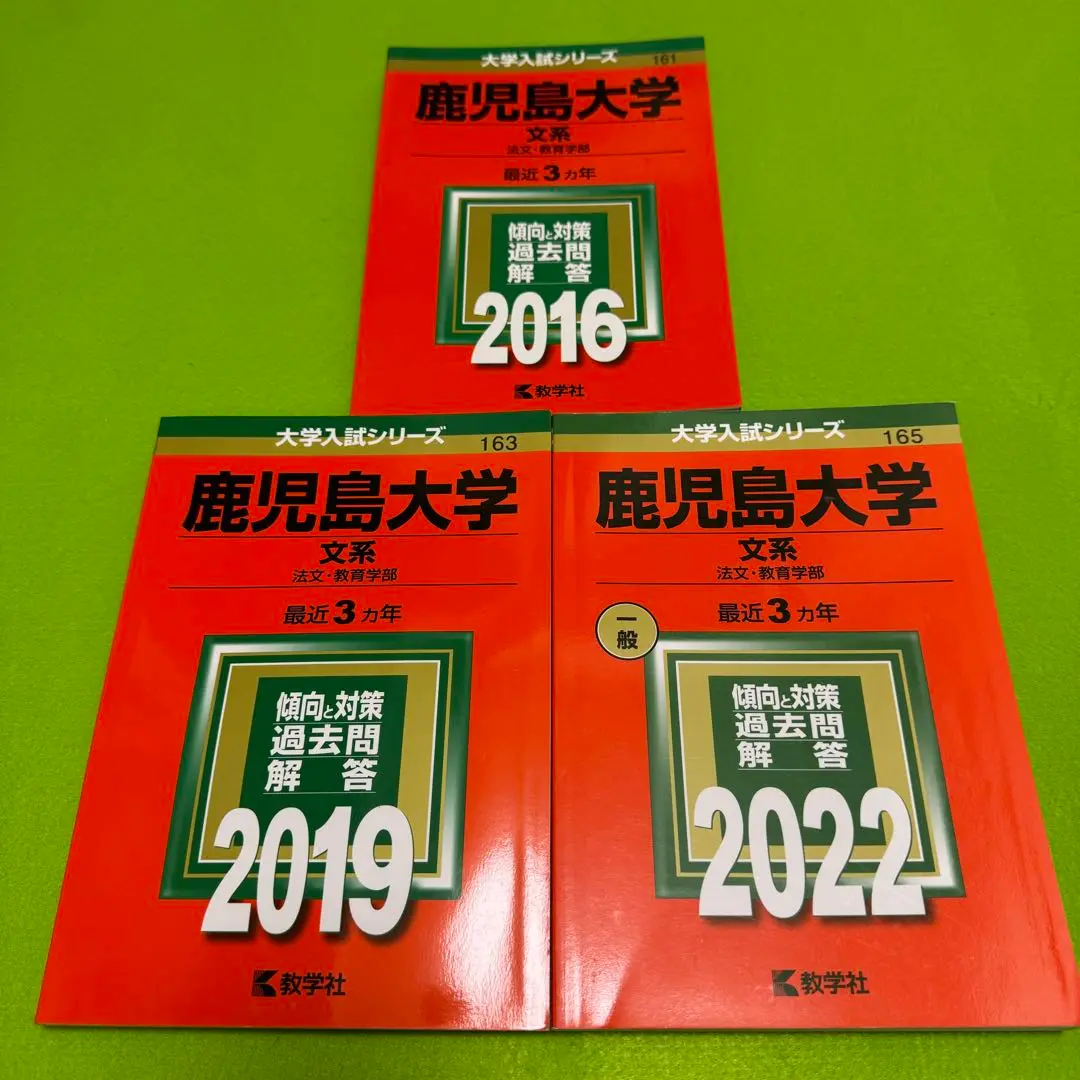 大学入試シリーズ 161
鹿児島大学
文系
法文・教育学部
最近3カ年
傾向と対策
過去問
解答
2016
教学社
大学入試シリーズ 163
鹿児島大学
文系
法文・教育学部
最近3カ年
傾向と対策
過去問
解答
2019
教学社
大学入試シリーズ 165
鹿児島大学
文系
法文・教育学部
一般
最近3カ年
傾向と対策
過去問
解答
2022
教学社